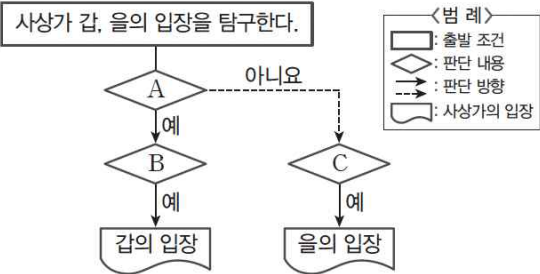 사상가 갑, 을의 입장을 탐구한다.
〈범 례〉
: 출발 조건
: 판단 내용
: 판단 방향
: 사상가의 입장
A
아니요
예
B
C
예
예
갑의 입장
을의 입장